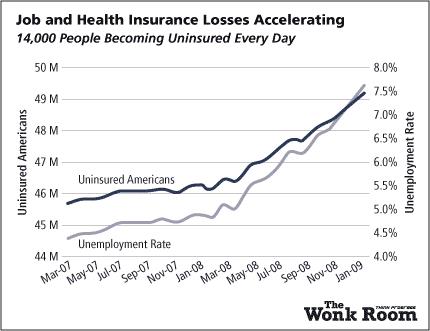 Job and Health Insurance Losses Accelerating
14,000 People Becoming Uninsured Every Day
50 M
49 M
48 M
47 M
46 M
45 M
44 M
Uninsured Americans
8.0%
7.5%
7.0%
6.5%
6.0%
5.5%
5.0%
4.5%
4.0%
Unemployment Rate
Uninsured Americans
Unemployment Rate
Mar-07
May-07
Jul-07
Sep-07
Nov-07
Jan-08
Mar-08
May-08
Jul-08
Sep-08
Nov-08
Jan-09
The
THINK PROGRESS
Wonk Room